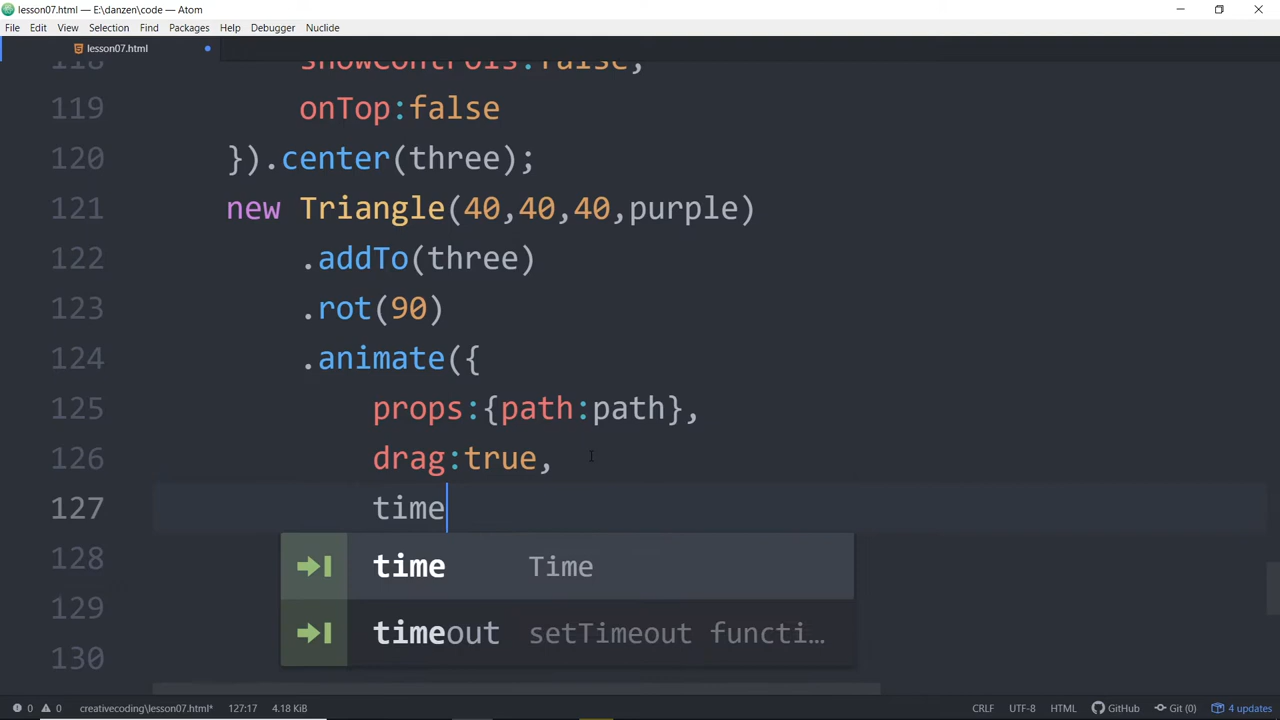 lesson07.html — E:\danzen\code — Atom
File Edit View Selection Find Packages Help Debugger Nuclide
lesson07.html
118 showControls:false,
119 onTop:false
120 }).center(three);
121 new Triangle(40,40,40,purple)
122 .addTo(three)
123 .rot(90)
124 .animate({
125 props:{path:path},
126 drag:true,
127 time
128 time Time
129 timeout setTimeout functi…
130
0 0 creativecoding\lesson07.html* 127:17 4.18 KiB CRLF UTF-8 HTML GitHub Git (0) 4 updates